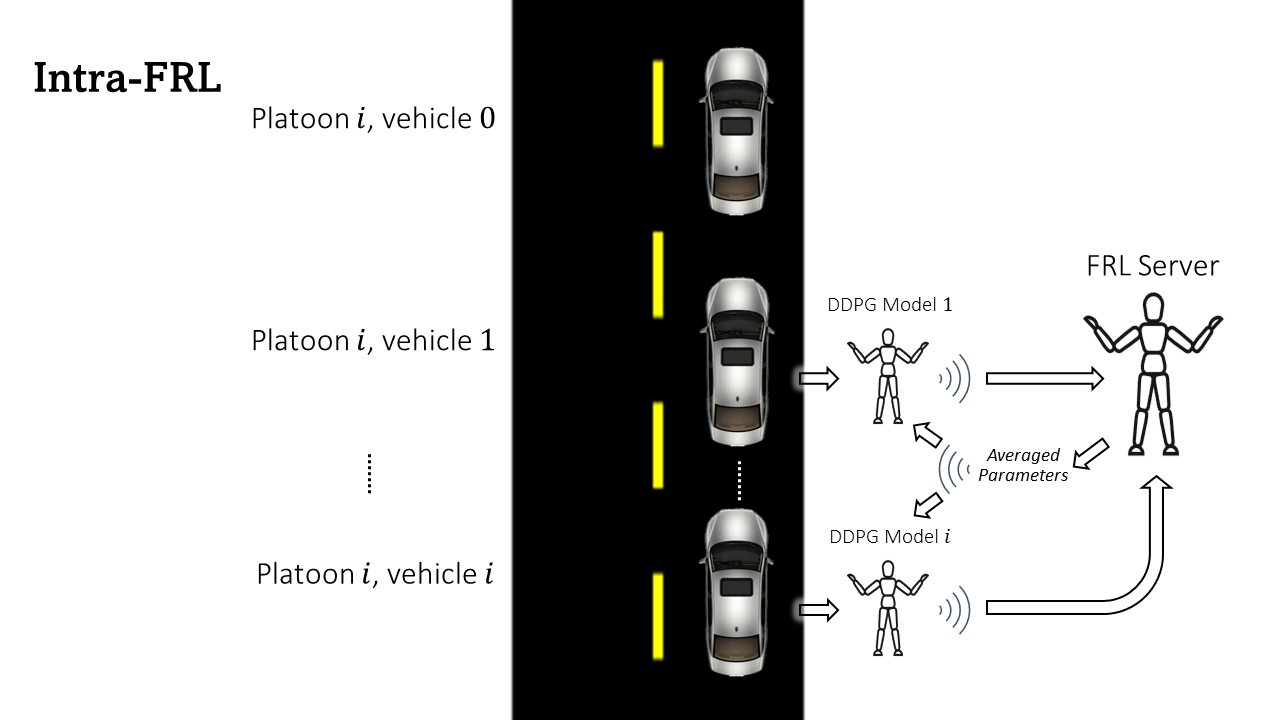 Intra-FRL
Platoon i, vehicle 0
FRL Server
DDPG Model 1
Platoon i, vehicle 1
Averaged
Parameters
DDPG Model i
Platoon i, vehicle i